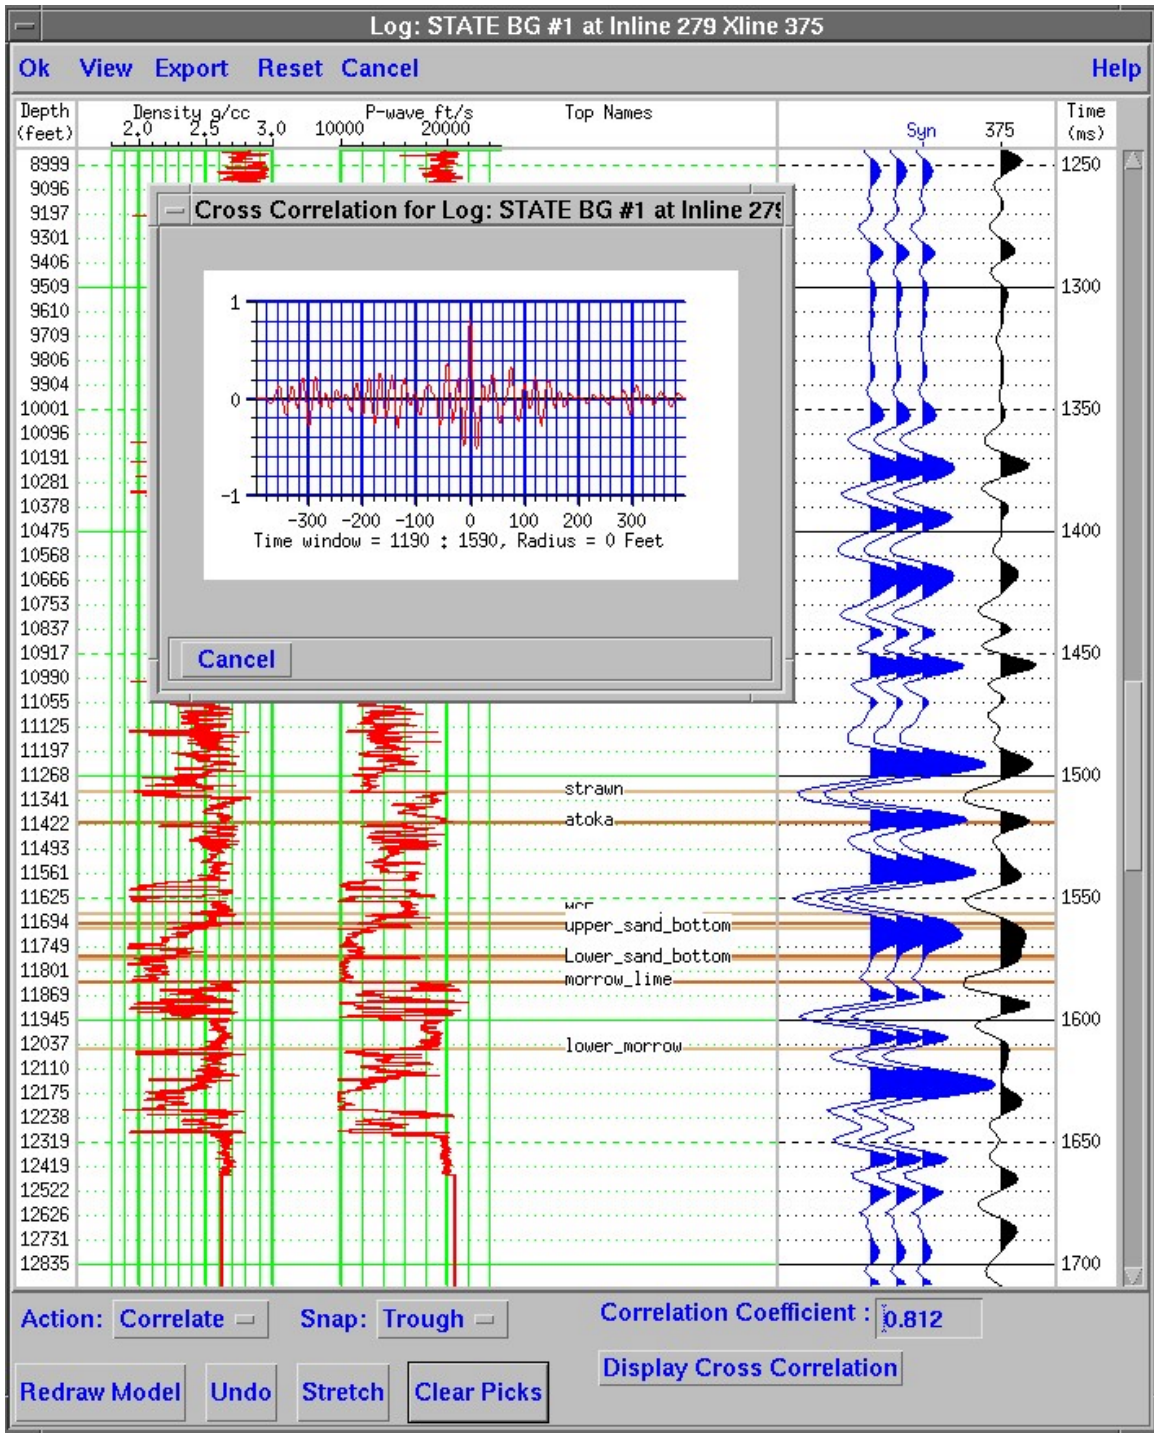 Log: STATE BG #1 at Inline 279 Xline 375
Ok View Export Reset Cancel Help
Depth Density g/cc P-wave ft/s Top Names Time
(feet) 2.0 2.5 3.0 10000 20000 Syn 375 (ms)
8999 1250
9096
9197
9301
9406
9509 1300
9610
9709
9806
9904
10001 1350
10096
10191
10281
10378
10475 1400
10568
10666
10753
10837
10917 1450
10990
11055
11125
11197
11268 1500
strawn
11341
11422 atoka
11493
11561
11625 1550
11694 upper_sand_bottom
11749
Lower_sand_bottom
11801 morrow_lime
11869
11945 1600
12037 lower_morrow
12110
12175
12238
12319 1650
12419
12522
12626
12731
12835 1700
Cross Correlation for Log: STATE BG #1 at Inline 279
1
0
-1
-300 -200 -100 0 100 200 300
Time window = 1190 : 1590, Radius = 0 Feet
Cancel
Action: Correlate Snap: Trough Correlation Coefficient : 0.812
Display Cross Correlation
Redraw Model Undo Stretch Clear Picks